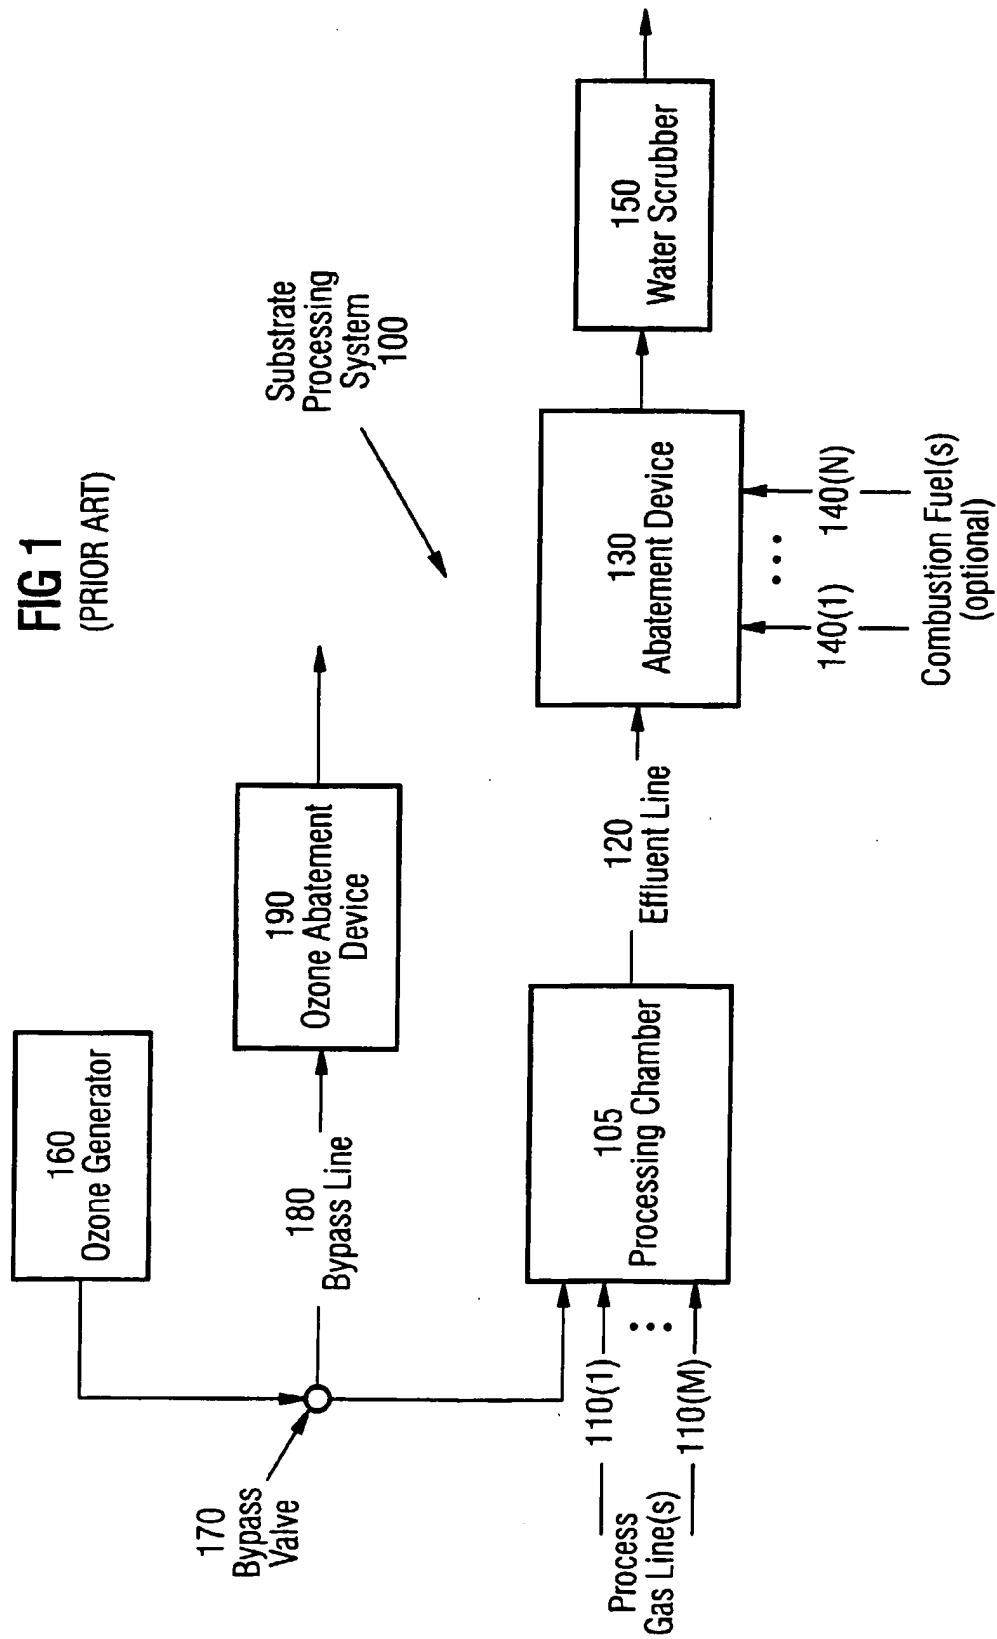 FIG 1
(PRIOR ART)
160
Ozone Generator
170
Bypass
Valve
180
Bypass Line
190
Ozone Abatement
Device
Substrate
Processing
System
100
Process
Gas Line(s)
110(1)
110(M)
105
Processing Chamber
120
Effluent Line
130
Abatement Device
140(1)
140(N)
Combustion Fuel(s)
(optional)
150
Water Scrubber